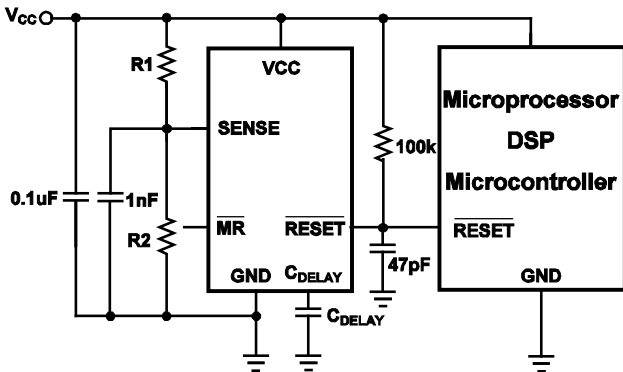 VCC
R1
VCC
SENSE
0.1uF
1nF
R2
MR
RESET
GND
CDELAY
CDELAY
100k
47pF
Microprocessor
DSP
Microcontroller
RESET
GND